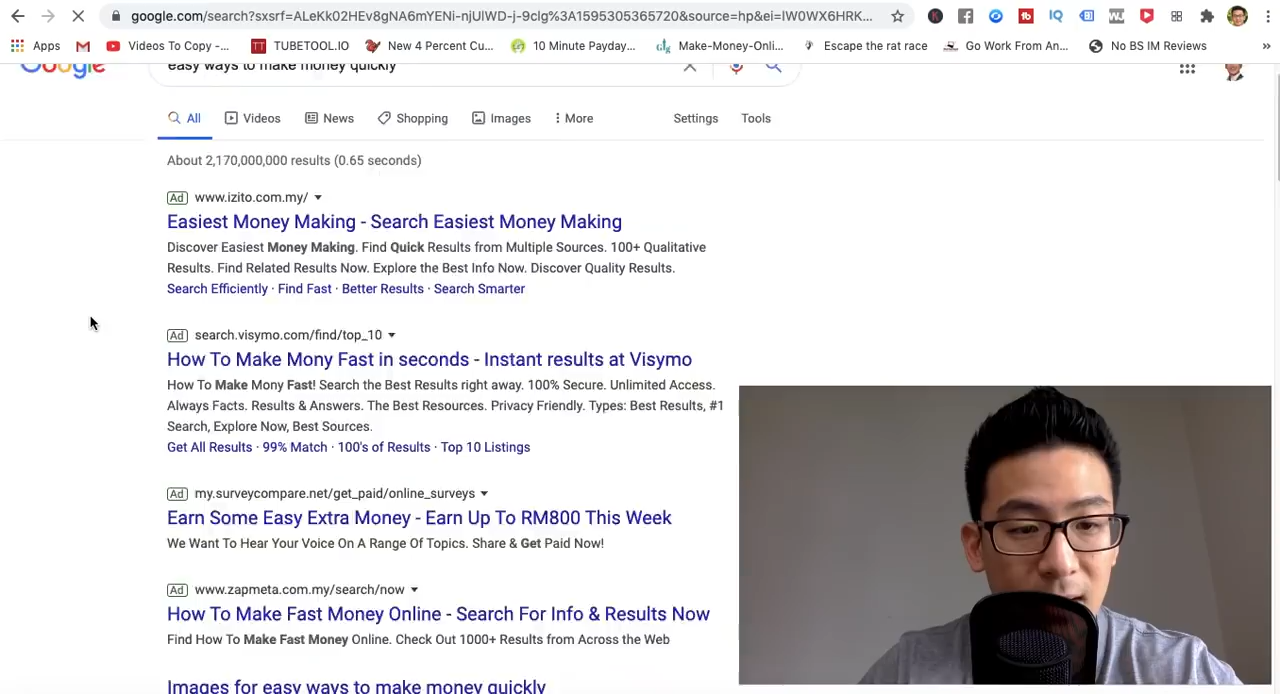 google.com/search?sxsrf=ALeKk02HEv8gNA6mYENi-njUlWD-j-9clg%3A1595305365720&source=hp&ei=lW0WX6HRK...
Apps Videos To Copy -... TUBETOOL.IO New 4 Percent Cu... 10 Minute Payday... Make-Money-Onli... Escape the rat race Go Work From An... No BS IM Reviews »
Google easy ways to make money quickly
All Videos News Shopping Images More Settings Tools
About 2,170,000,000 results (0.65 seconds)
Ad www.izito.com.my/
Easiest Money Making - Search Easiest Money Making
Discover Easiest Money Making. Find Quick Results from Multiple Sources. 100+ Qualitative
Results. Find Related Results Now. Explore the Best Info Now. Discover Quality Results.
Search Efficiently · Find Fast · Better Results · Search Smarter
Ad search.visymo.com/find/top_10
How To Make Mony Fast in seconds - Instant results at Visymo
How To Make Mony Fast! Search the Best Results right away. 100% Secure. Unlimited Access.
Always Facts. Results & Answers. The Best Resources. Privacy Friendly. Types: Best Results, #1
Search, Explore Now, Best Sources.
Get All Results · 99% Match · 100's of Results · Top 10 Listings
Ad my.surveycompare.net/get_paid/online_surveys
Earn Some Easy Extra Money - Earn Up To RM800 This Week
We Want To Hear Your Voice On A Range Of Topics. Share & Get Paid Now!
Ad www.zapmeta.com.my/search/now
How To Make Fast Money Online - Search For Info & Results Now
Find How To Make Fast Money Online. Check Out 1000+ Results from Across the Web
Images for easy ways to make money quickly